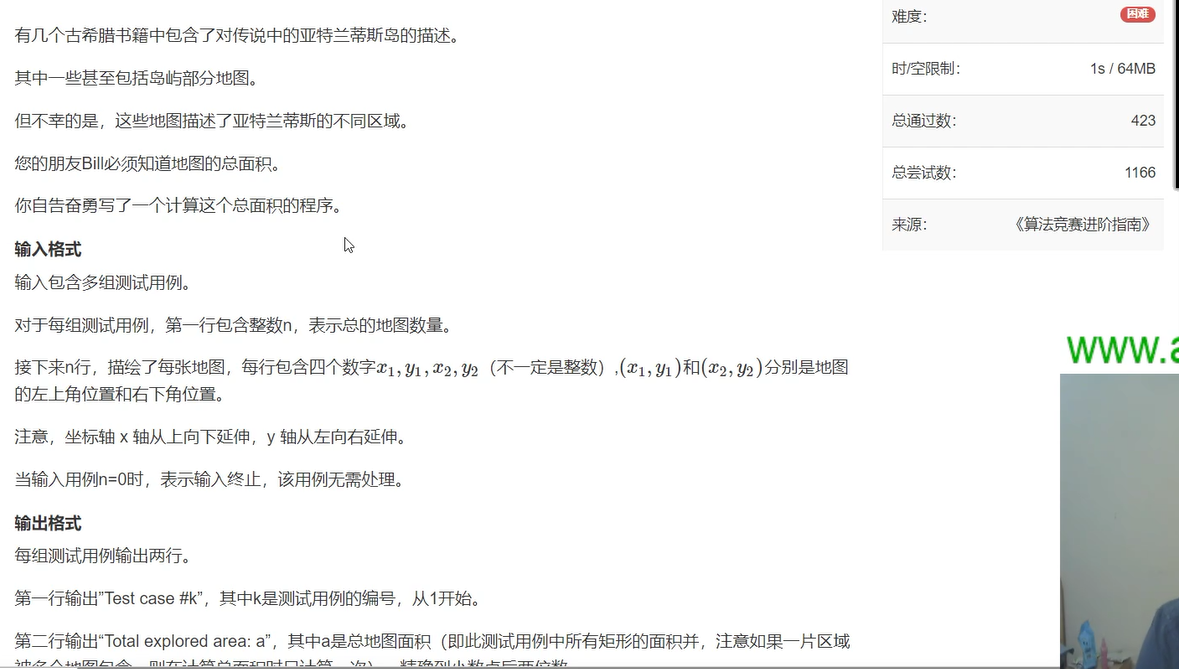 有几个古希腊书籍中包含了对传说中的亚特兰蒂斯岛的描述。
其中一些甚至包括岛屿部分地图。
但不幸的是，这些地图描述了亚特兰蒂斯的不同区域。
您的朋友Bill必须知道地图的总面积。
你自告奋勇写了一个计算这个总面积的程序。
输入格式
输入包含多组测试用例。
对于每组测试用例，第一行包含整数n，表示总的地图数量。
接下来n行，描绘了每张地图，每行包含四个数字x₁,y₁,x₂,y₂（不一定是整数）,(x₁,y₁)和(x₂,y₂)分别是地图
的左上角位置和右下角位置。
注意，坐标轴 x 轴从上向下延伸，y 轴从左向右延伸。
当输入用例n=0时，表示输入终止，该用例无需处理。
输出格式
每组测试用例输出两行。
第一行输出”Test case #k”，其中k是测试用例的编号，从1开始。
第二行输出“Total explored area: a”，其中a是总地图面积（即此测试用例中所有矩形的面积并，注意如果一片区域
被多个地图包含，则在计算总面积时只计算一次），精确到小数点后两位数。
难度：
困难
时/空限制：
1s / 64MB
总通过数：
423
总尝试数：
1166
来源：
《算法竞赛进阶指南》
www.a